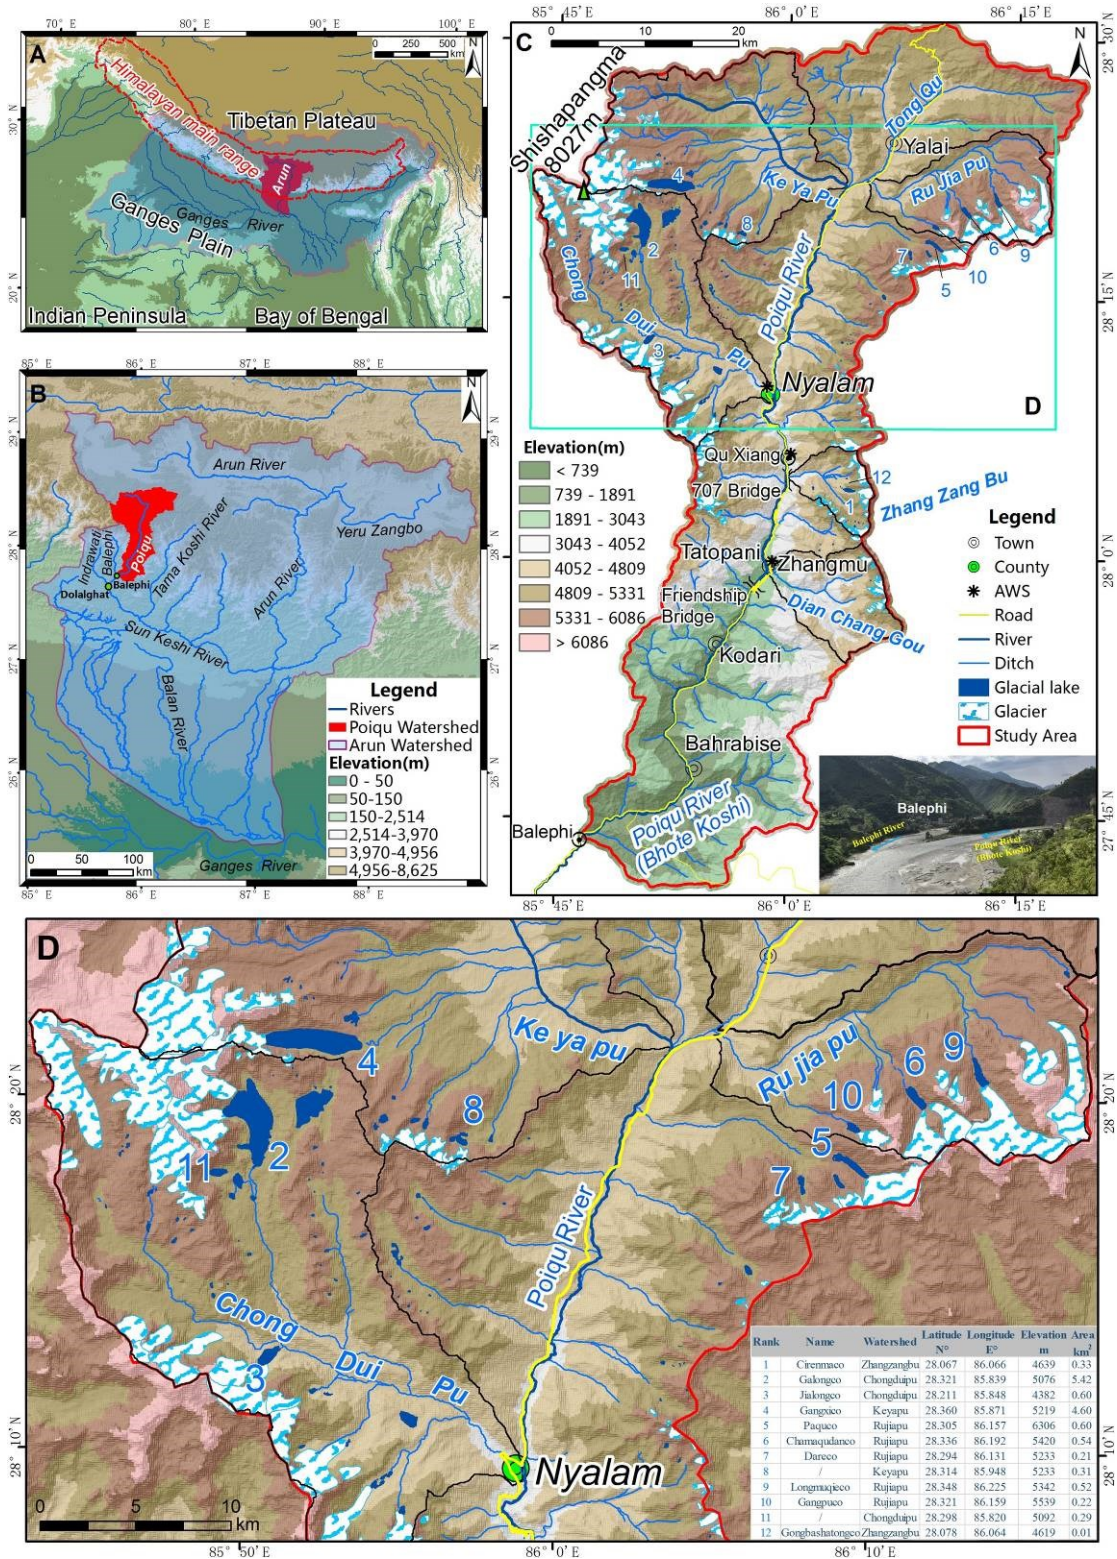 A
70° E
80° E
90° E
100° E
0 250 500
km
N
30° N
20° N
Himalayan main range
Tibetan Plateau
Arun
Ganges River
Ganges Plain
Indian Peninsula
Bay of Bengal
B
85° E
86° E
87° E
88° E
N
29° N
28° N
27° N
26° N
Arun River
Yeru Zangbo
Poiqu
Tama Koshi River
Indrawati
Balephi
Balephi
Dolalghat
Arun River
Sun Keshi River
Balan River
Ganges River
Legend
Rivers
Poiqu Watershed
Arun Watershed
Elevation(m)
0 - 50
50-150
150-2,514
2,514-3,970
3,970-4,956
4,956-8,625
0 50 100
km
85° E
86° E
87° E
88° E
C
85° 45' E
86° 0' E
86° 15' E
0 10 20
km
N
28° 30' N
28° 15' N
28° 0' N
27° 45' N
Shishapangma
8027m
Tong Qu
Yalai
Ke Ya Pu
Ru Jia Pu
4
2
8
11
7
5
10
6
9
Chong
Dui
Pu
3
Poiqu River
Nyalam
D
Qu Xiang
707 Bridge
12
1
Zhang Zang Bu
Tatopani
Zhangmu
Friendship
Bridge
Dian Chang Gou
Kodari
Bahrabise
Balephi
Poiqu River
(Bhote Koshi)
Elevation(m)
< 739
739 - 1891
1891 - 3043
3043 - 4052
4052 - 4809
4809 - 5331
5331 - 6086
> 6086
Legend
Town
County
AWS
Road
River
Ditch
Glacial lake
Glacier
Study Area
Balephi
Balephi River
Poiqu River
(Bhote Koshi)
85° 45' E
86° 0' E
86° 15' E
D
Ke ya pu
Ru jia pu
4
8
2
11
10
6
9
5
7
3
Poiqu River
Chong
Dui
Pu
Nyalam
28° 20' N
28° 10' N
28° 20' N
28° 10' N
0 5 10
km
85° 50' E
86° 0' E
86° 10' E
Rank Name Watershed Latitude N° Longitude E° Elevation m Area km²
1 Cirenmaco Zhangzangbu 28.067 86.066 4639 0.33
2 Galongco Chongduipu 28.321 85.839 5076 5.42
3 Jialongco Chongduipu 28.211 85.848 4382 0.60
4 Gangxico Keyapu 28.360 85.871 5219 4.60
5 Paquco Rujiapu 28.305 86.157 6306 0.60
6 Chamaqudanco Rujiapu 28.336 86.192 5420 0.54
7 Dareco Rujiapu 28.294 86.131 5233 0.21
8 / Keyapu 28.314 85.948 5233 0.31
9 Longmuqieco Rujiapu 28.348 86.225 5342 0.52
10 Gangpuco Rujiapu 28.321 86.159 5539 0.22
11 / Chongduipu 28.298 85.820 5092 0.29
12 Gongbashatongco Zhangzangbu 28.078 86.064 4619 0.01